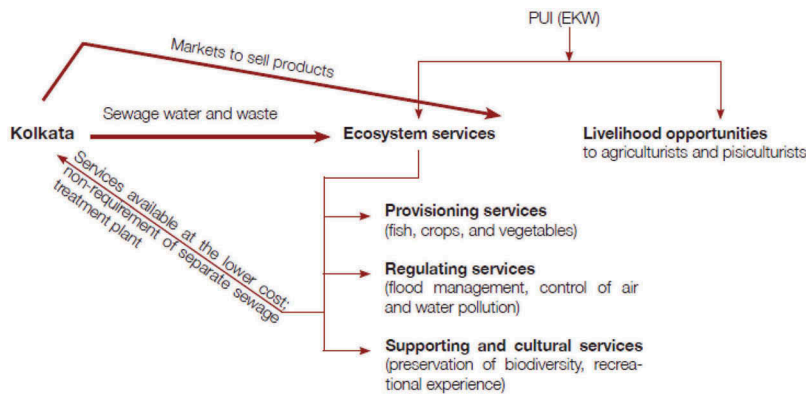 PUI (EKW)
Markets to sell products
Sewage water and waste
Kolkata
Ecosystem services
Livelihood opportunities
to agriculturists and pisiculturists
Services available at the lower cost;
non-requirement of separate sewage
treatment plant
Provisioning services
(fish, crops, and vegetables)
Regulating services
(flood management, control of air
and water pollution)
Supporting and cultural services
(preservation of biodiversity, recrea-
tional experience)